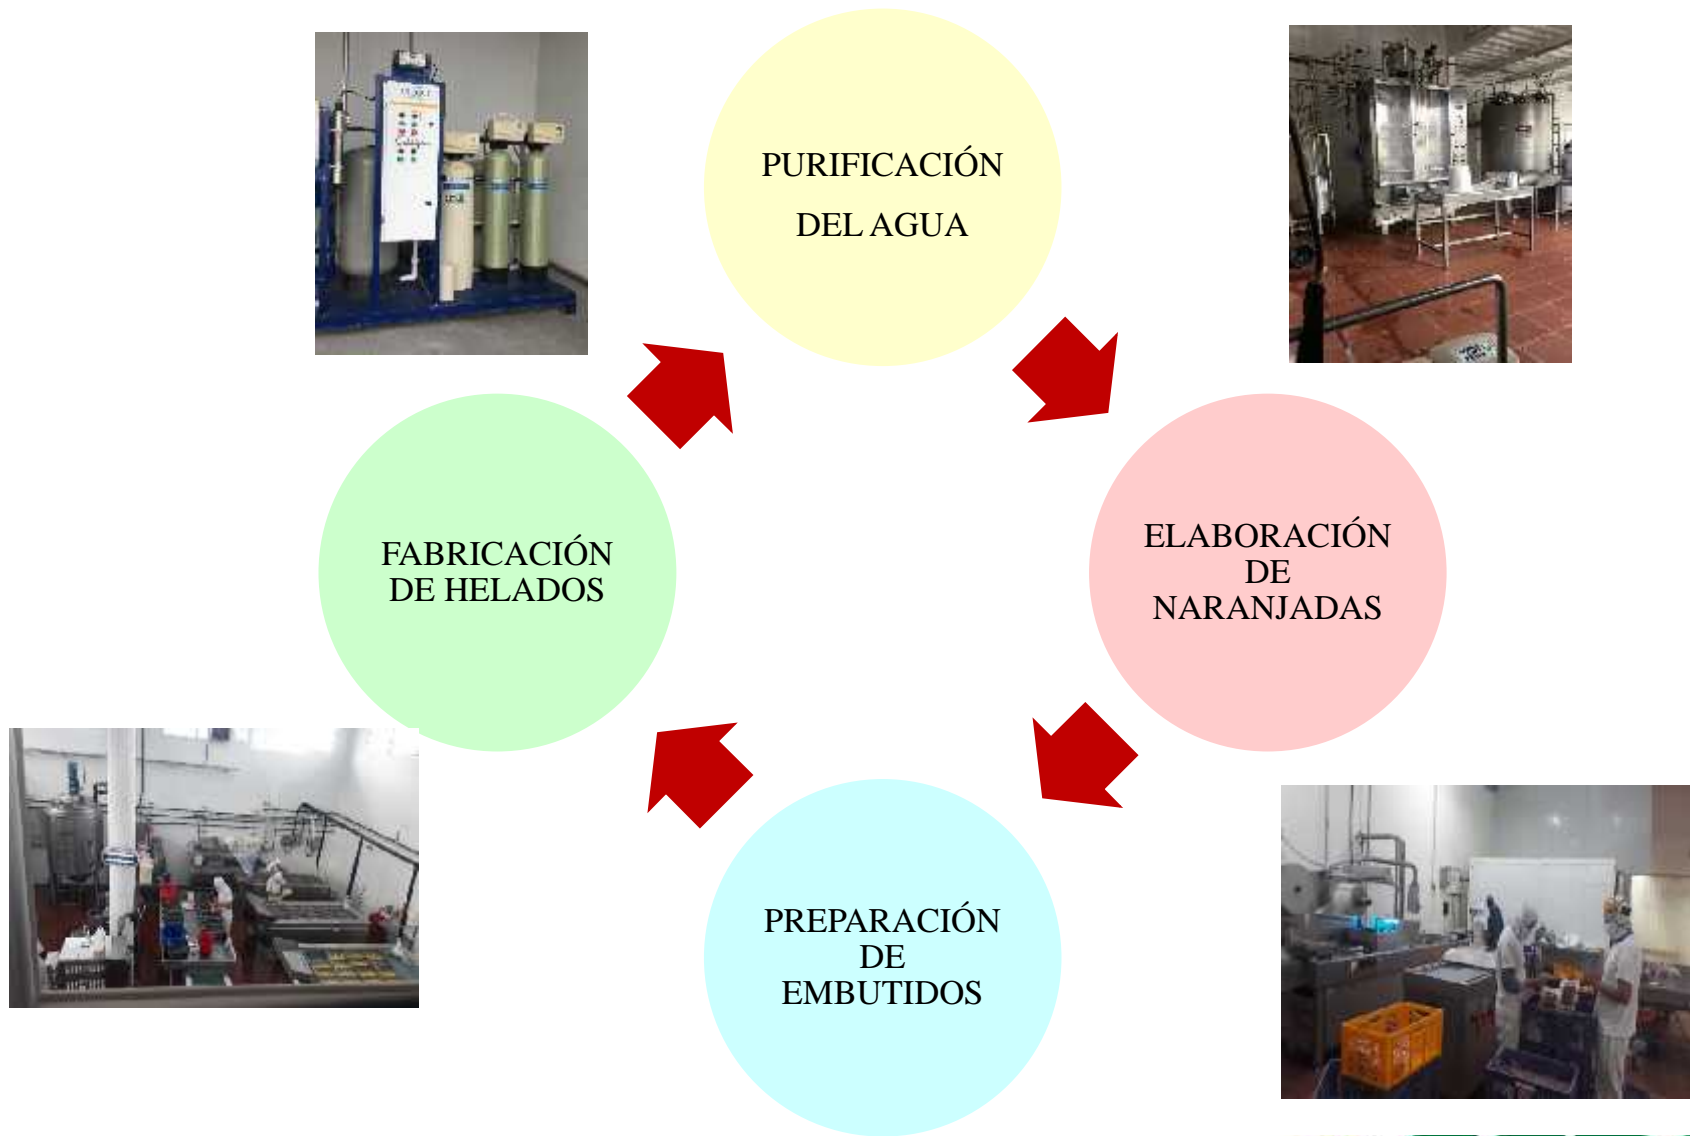 PURIFICACIÓN
DEL AGUA
ELABORACIÓN
DE
NARANJADAS
FABRICACIÓN
DE HELADOS
PREPARACIÓN
DE
EMBUTIDOS